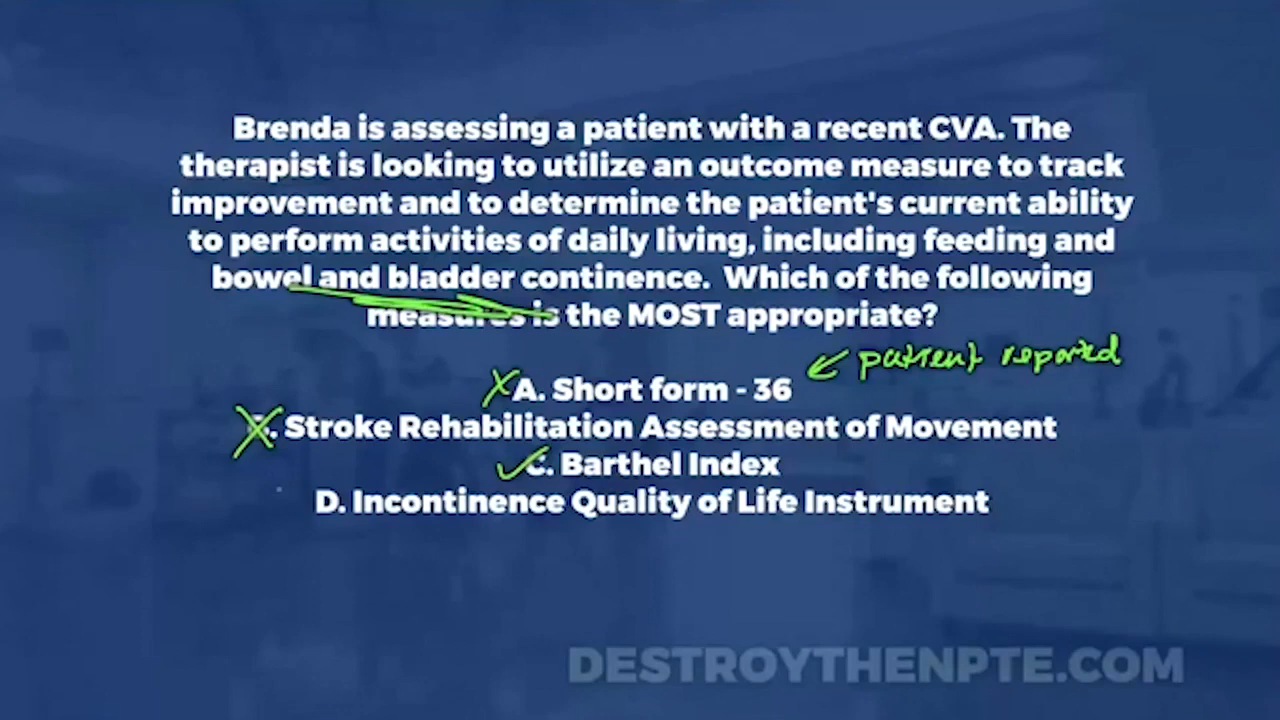 Brenda is assessing a patient with a recent CVA. The
therapist is looking to utilize an outcome measure to track
improvement and to determine the patient's current ability
to perform activities of daily living, including feeding and
bowel and bladder continence. Which of the following
measures is the MOST appropriate?
patient reported
A. Short form - 36
B. Stroke Rehabilitation Assessment of Movement
C. Barthel Index
D. Incontinence Quality of Life Instrument
DESTROYTHENPTE.COM